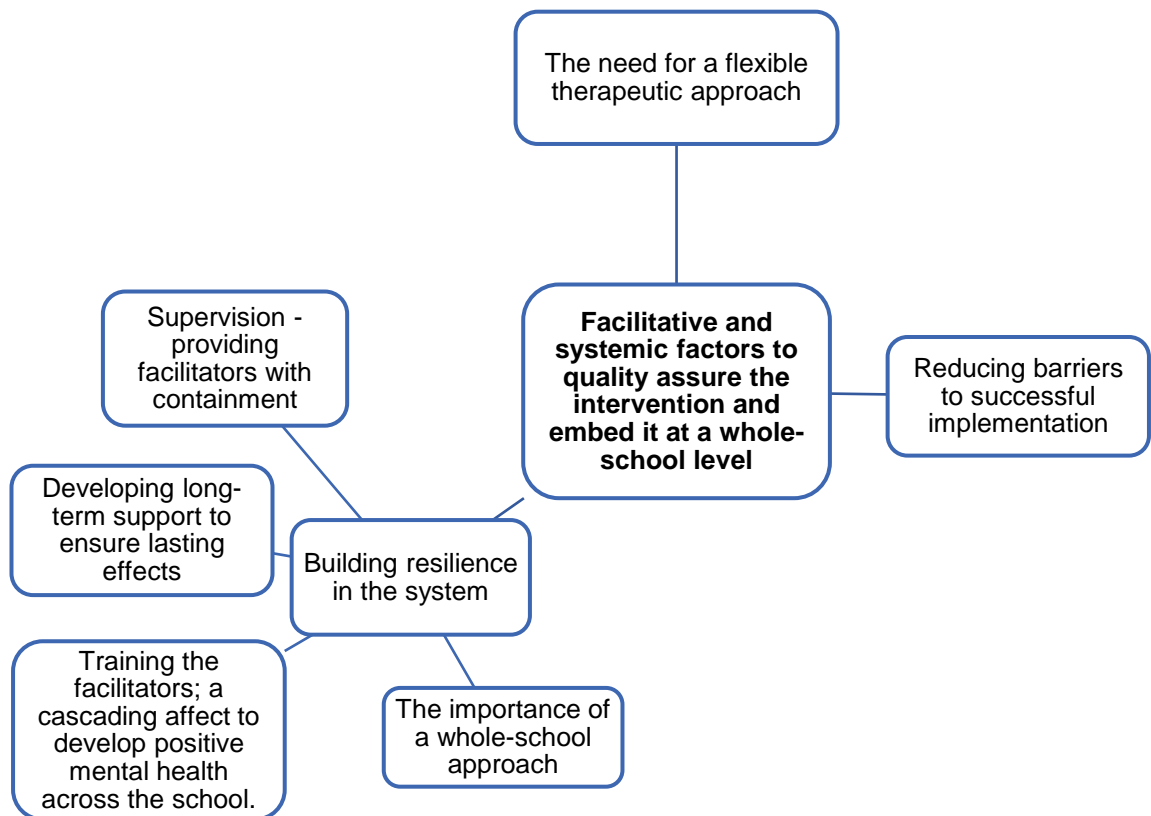 The need for a flexible
therapeutic approach
Facilitative and
systemic factors to
quality assure the
intervention and
embed it at a whole-
school level
Reducing barriers
to successful
implementation
Supervision -
providing
facilitators with
containment
Developing long-
term support to
ensure lasting
effects
Building resilience
in the system
Training the
facilitators; a
cascading affect to
develop positive
mental health
across the school.
The importance of
a whole-school
approach